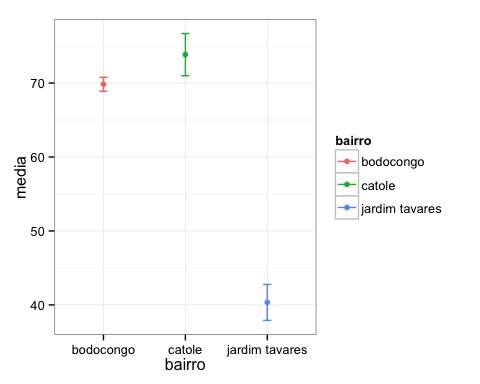 media
70
60
50
40
bodocongo catole jardim tavares
bairro
bairro
bodocongo
catole
jardim tavares